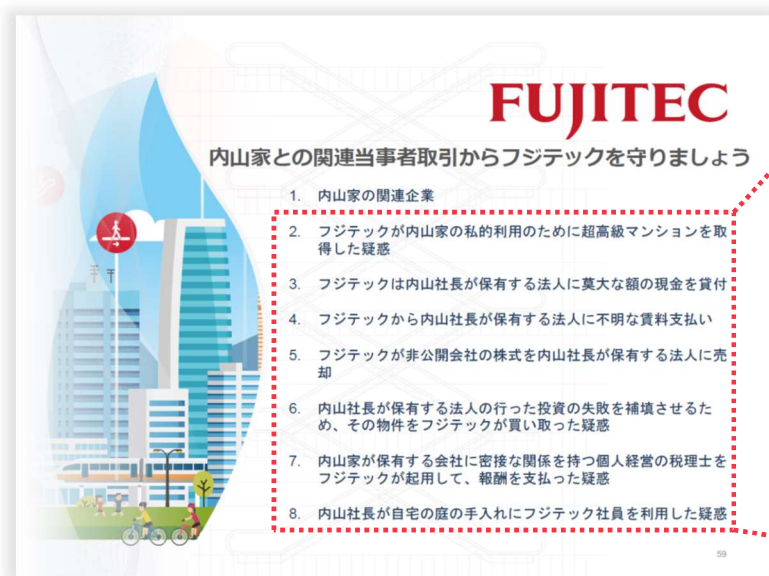 FUJITEC
内山家との関連当事者取引からフジテックを守りましょう
1. 内山家の関連企業
2. フジテックが内山家の私的利用のために超高級マンションを取
得した疑惑
3. フジテックは内山社長が保有する法人に莫大な額の現金を貸付
4. フジテックから内山社長が保有する法人に不明な賃料支払い
5. フジテックが非公開会社の株式を内山社長が保有する法人に売
却
6. 内山社長が保有する法人の行った投資の失敗を補填させるた
め、その物件をフジテックが買い取った疑惑
7. 内山家が保有する会社に密接な関係を持つ個人経営の税理士を
フジテックが起用して、報酬を支払った疑惑
8. 内山社長が自宅の庭の手入れにフジテック社員を利用した疑惑
59